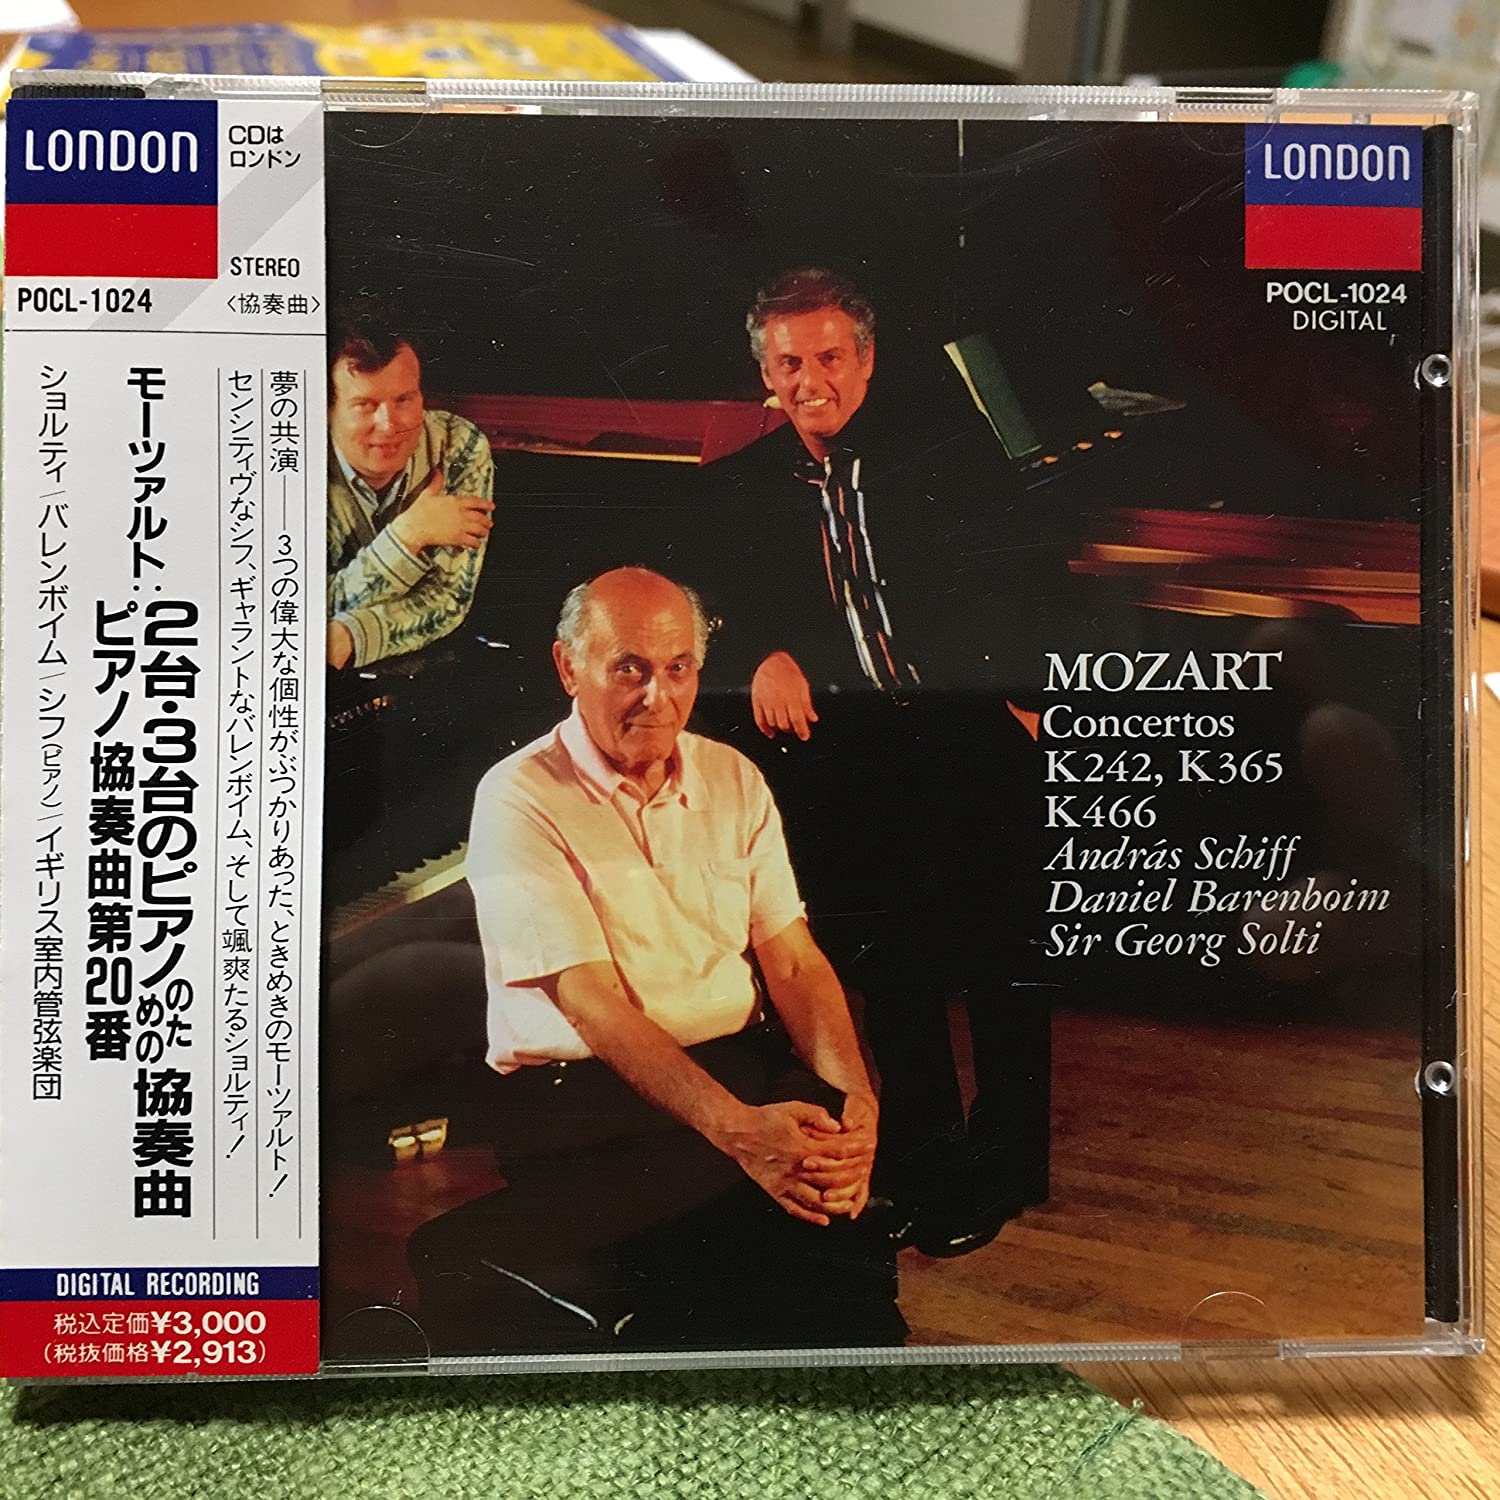 LONDON
CDは
ロンドン
STEREO
POCL-1024
〈協奏曲〉
夢の共演——3つの偉大な個性がぶつかりあった、ときめきのモーツァルト!
センシティヴなシフ、ギャラントなバレンボイム、そして颯爽たるショルティ!
モーツァルト:2台・3台のピアノのための協奏曲
ピアノ協奏曲第20番
ショルティ/バレンボイム/シフ(ピアノ)/イギリス室内管弦楽団
DIGITAL RECORDING
税込定価¥3,000
(税抜価格¥2,913)
LONDON
POCL-1024
DIGITAL
MOZART
Concertos
K242, K365
K466
András Schiff
Daniel Barenboim
Sir Georg Solti